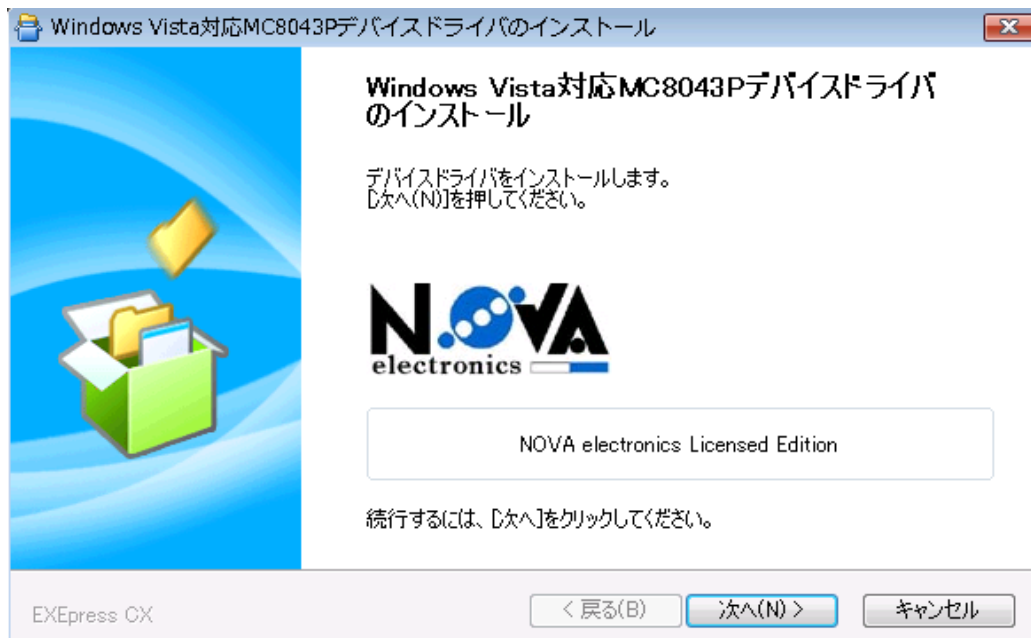 Windows Vista対応MC8043Pデバイスドライバのインストール
Windows Vista対応MC8043Pデバイスドライバ
のインストール
デバイスドライバをインストールします。
[次へ(N)]を押してください。
NOVA
electronics
NOVA electronics Licensed Edition
続行するには、[次へ]をクリックしてください。
EXEpress CX
< 戻る(B)
次へ(N) >
キャンセル